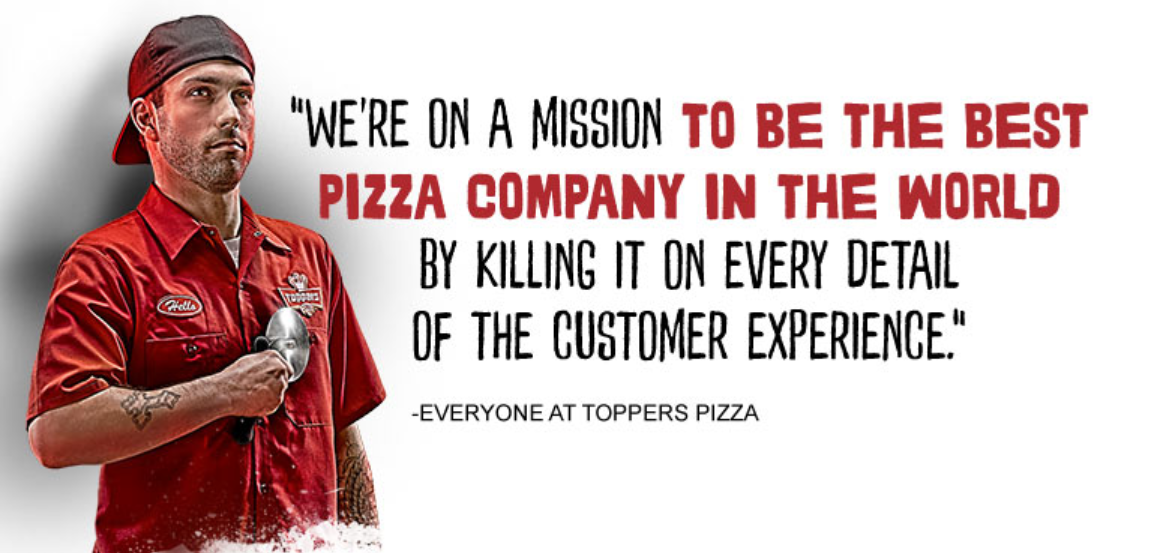 "WE'RE ON A MISSION TO BE THE BEST
PIZZA COMPANY IN THE WORLD
BY KILLING IT ON EVERY DETAIL
OF THE CUSTOMER EXPERIENCE."
-EVERYONE AT TOPPERS PIZZA
Hello
TOPPERS